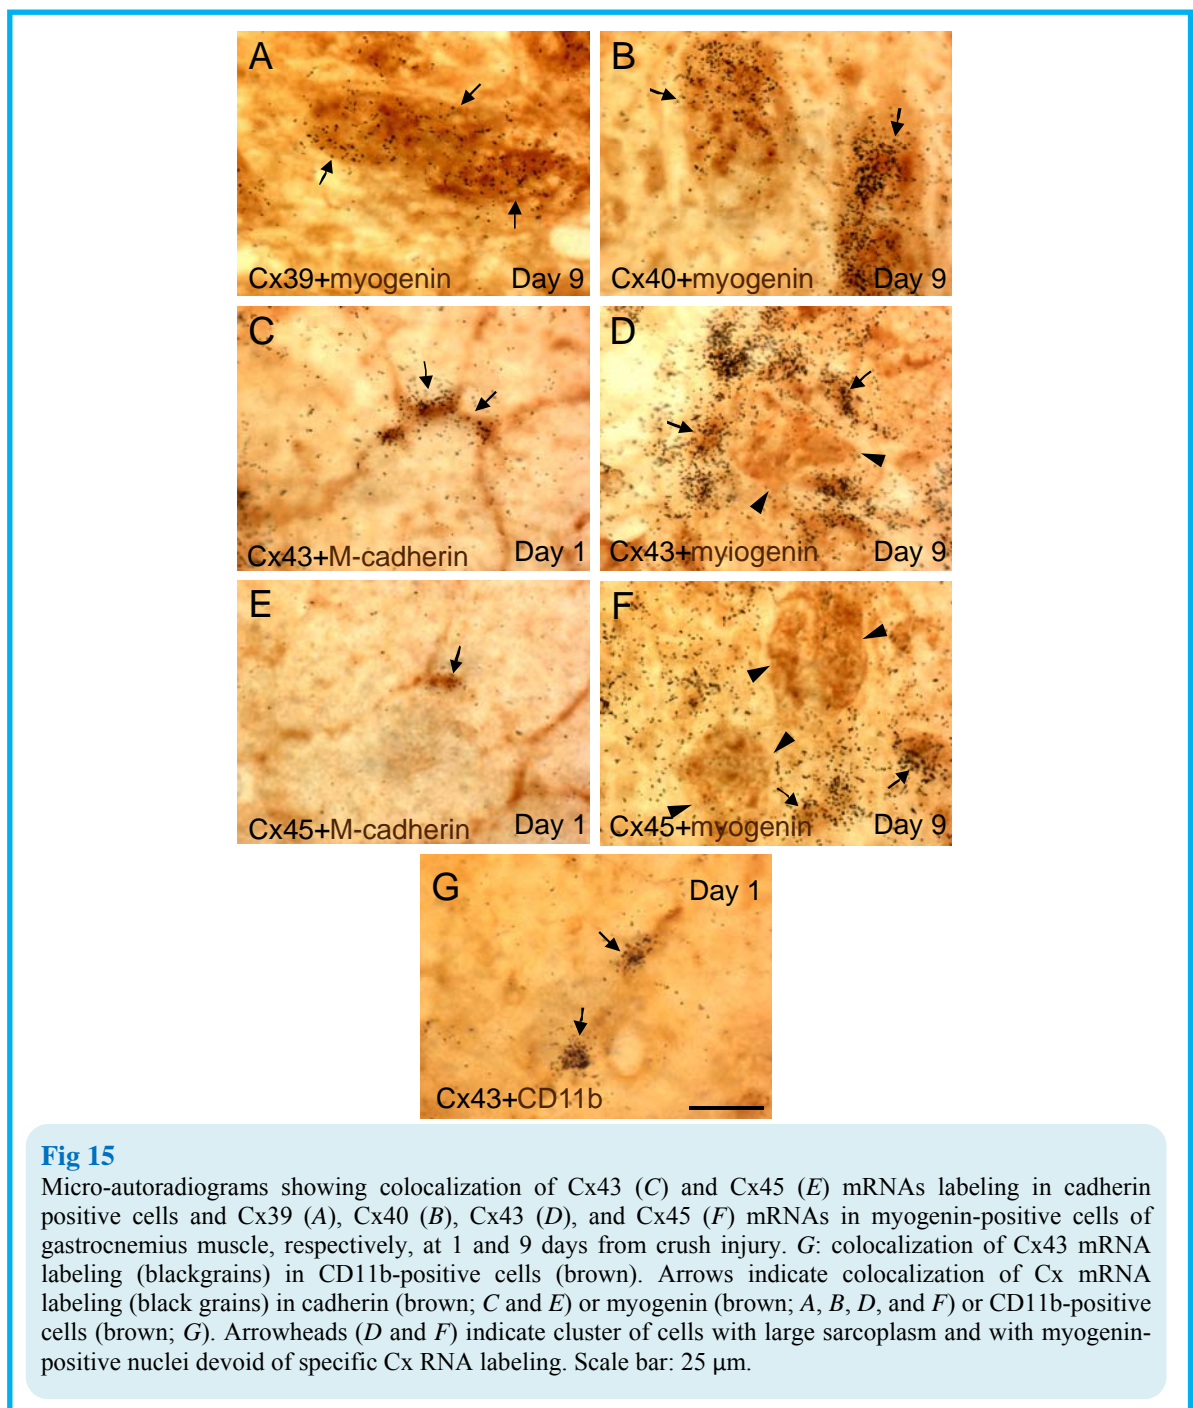 A
Cx39+myogenin Day 9
B
Cx40+myogenin Day 9
C
Cx43+M-cadherin Day 1
D
Cx43+myiogenin Day 9
E
Cx45+M-cadherin Day 1
F
Cx45+myogenin Day 9
G Day 1
Cx43+CD11b
Fig 15
Micro-autoradiograms showing colocalization of Cx43 (C) and Cx45 (E) mRNAs labeling in cadherin
positive cells and Cx39 (A), Cx40 (B), Cx43 (D), and Cx45 (F) mRNAs in myogenin-positive cells of
gastrocnemius muscle, respectively, at 1 and 9 days from crush injury. G: colocalization of Cx43 mRNA
labeling (blackgrains) in CD11b-positive cells (brown). Arrows indicate colocalization of Cx mRNA
labeling (black grains) in cadherin (brown; C and E) or myogenin (brown; A, B, D, and F) or CD11b-positive
cells (brown; G). Arrowheads (D and F) indicate cluster of cells with large sarcoplasm and with myogenin-
positive nuclei devoid of specific Cx RNA labeling. Scale bar: 25 μm.